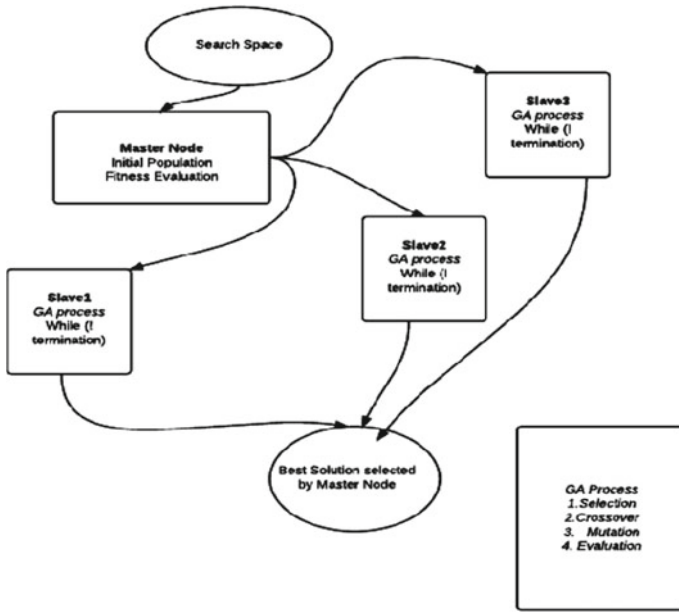 Search Space
Master Node
Initial Population
Fitness Evaluation
Slave3
GA process
While (!
termination)
Slave2
GA process
While (!
termination)
Slave1
GA process
While (!
termination)
Best Solution selected
by Master Node
GA Process
1.Selection
2.Crossover
3. Mutation
4. Evaluation